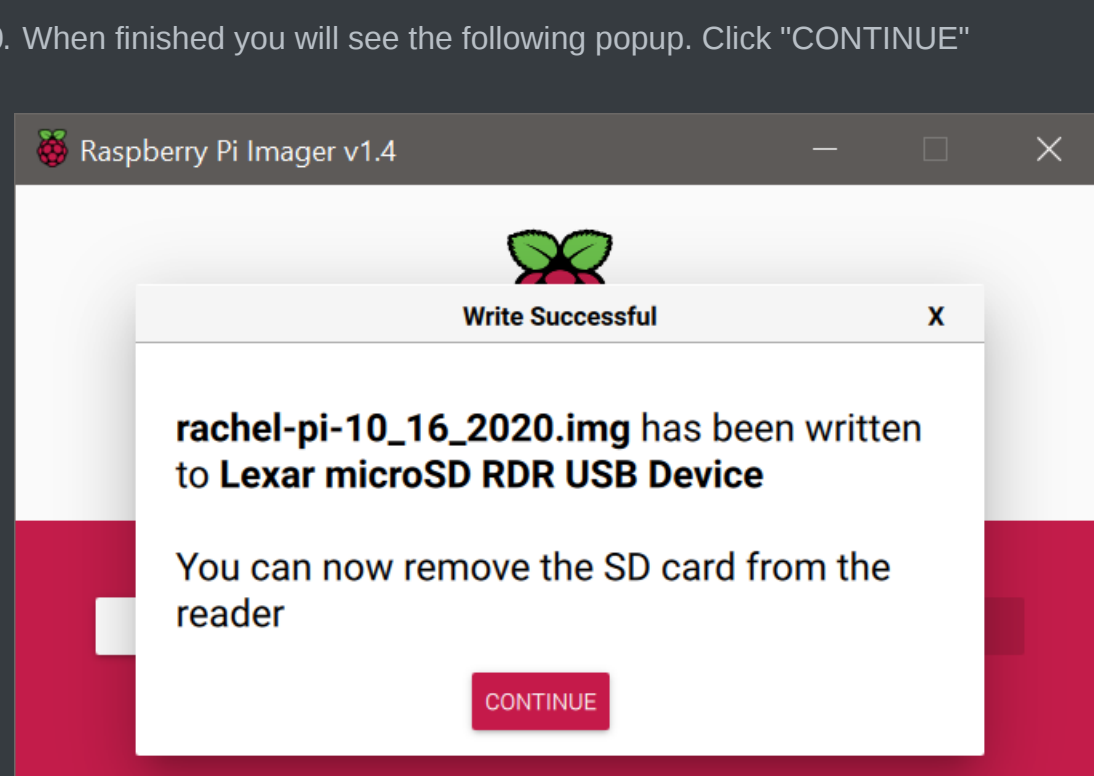 . When finished you will see the following popup. Click "CONTINUE"
Raspberry Pi Imager v1.4
Write Successful
X
rachel-pi-10_16_2020.img has been written
to Lexar microSD RDR USB Device
You can now remove the SD card from the
reader
CONTINUE